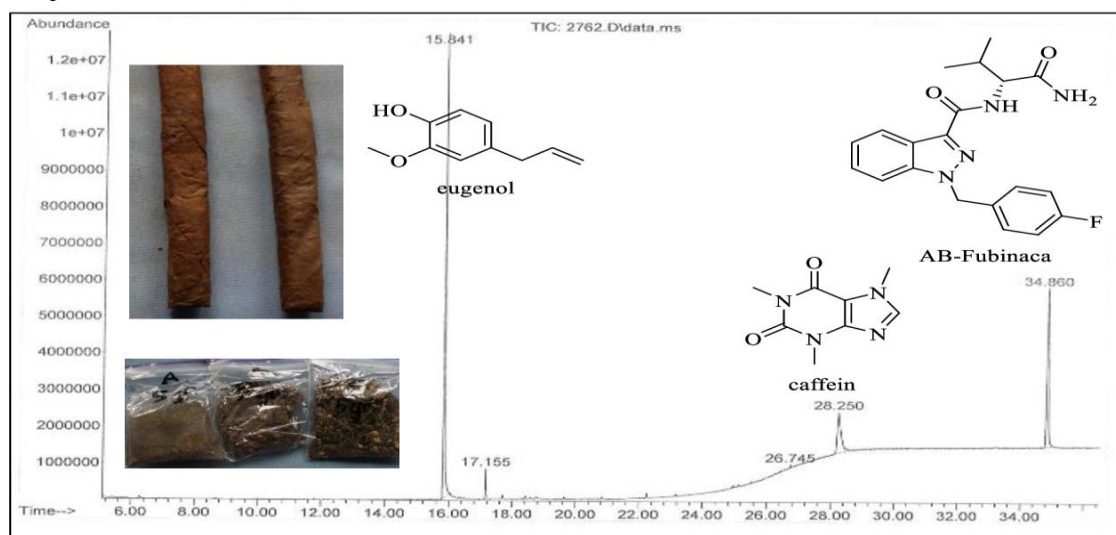 Abundance
TIC: 2762.D\data.ms
15.841
1.2e+07
1.1e+07
1e+07
9000000
8000000
7000000
6000000
5000000
4000000
3000000
2000000
1000000
HO
O
eugenol
O
NH
O
NH2
N
N
F
AB-Fubinaca
34.860
O
N
N
O
N
N
caffein
28.250
26.745
17.155
A
Time-->
6.00
8.00
10.00
12.00
14.00
16.00
18.00
20.00
22.00
24.00
26.00
28.00
30.00
32.00
34.00